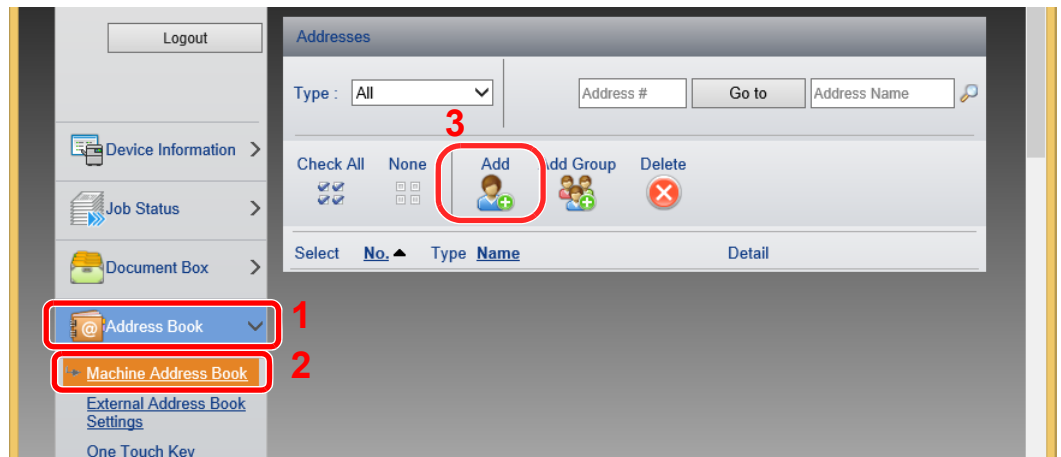 Logout
Addresses
Type : All
Address #
Go to
Address Name
3
Device Information
Check All None Add Add Group Delete
Job Status
Select No. Type Name Detail
Document Box
Address Book
1
Machine Address Book
2
External Address Book
Settings
One Touch Key